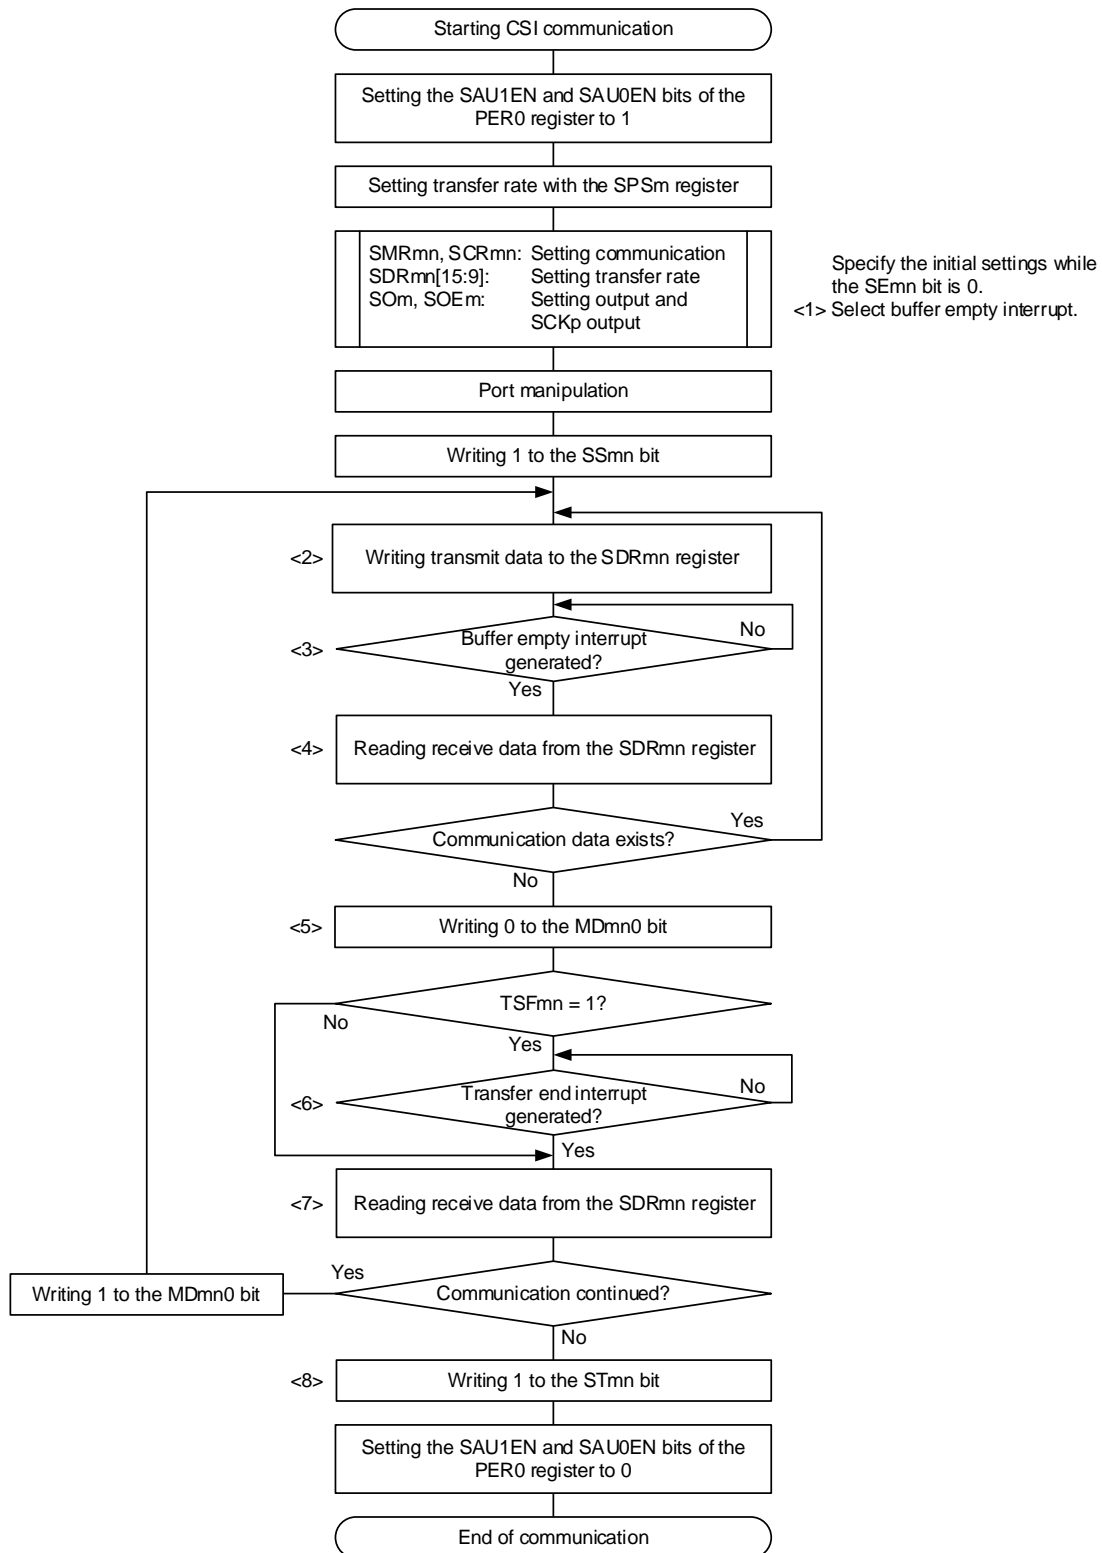 Starting CSI communication
Setting the SAU1EN and SAU0EN bits of the
PER0 register to 1
Setting transfer rate with the SPSm register
SMRmn, SCRmn: Setting communication
SDRmn[15:9]: Setting transfer rate
SOm, SOEm: Setting output and
SCKp output
Specify the initial settings while
the SEmn bit is 0.
<1> Select buffer empty interrupt.
Port manipulation
Writing 1 to the SSmn bit
<2> Writing transmit data to the SDRmn register
No
Buffer empty interrupt
<3>
generated?
Yes
<4> Reading receive data from the SDRmn register
Yes
Communication data exists?
No
<5> Writing 0 to the MDmn0 bit
TSFmn = 1?
No
Yes
No
Transfer end interrupt
<6>
generated?
Yes
<7> Reading receive data from the SDRmn register
Yes
Writing 1 to the MDmn0 bit
Communication continued?
No
<8> Writing 1 to the STmn bit
Setting the SAU1EN and SAU0EN bits of the
PER0 register to 0
End of communication